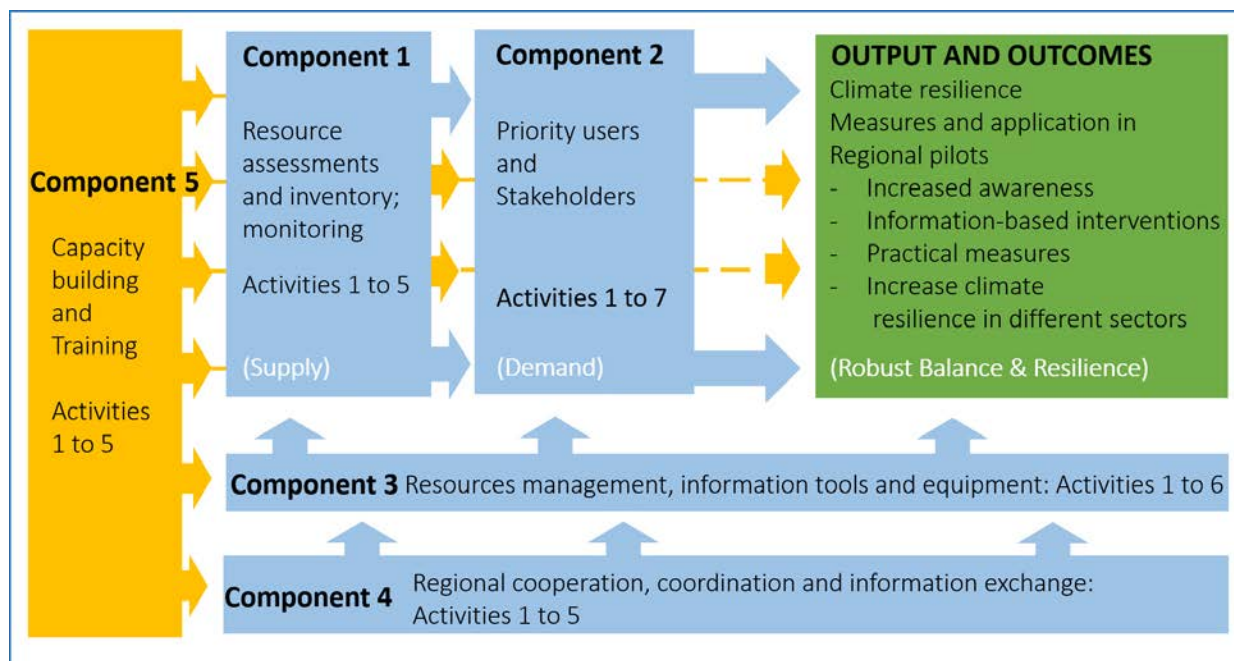 Component 5
Capacity
building
and
Training
Activities
1 to 5
Component 1
Resource
assessments
and inventory;
monitoring
Activities 1 to 5
(Supply)
Component 2
Priority users
and
Stakeholders
Activities 1 to 7
(Demand)
OUTPUT AND OUTCOMES
Climate resilience
Measures and application in
Regional pilots
- Increased awareness
- Information-based interventions
- Practical measures
- Increase climate
resilience in different sectors
(Robust Balance & Resilience)
Component 3 Resources management, information tools and equipment: Activities 1 to 6
Component 4 Regional cooperation, coordination and information exchange:
Activities 1 to 5